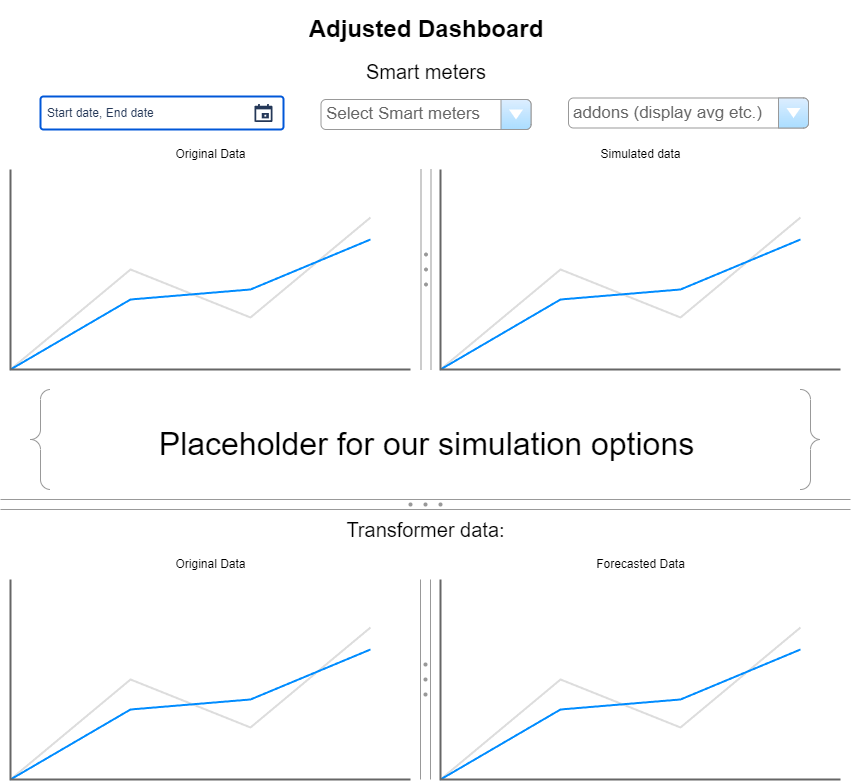 Adjusted Dashboard
Smart meters
Start date, End date
Select Smart meters
addons (display avg etc.)
Original Data
Simulated data
Placeholder for our simulation options
Transformer data:
Original Data
Forecasted Data